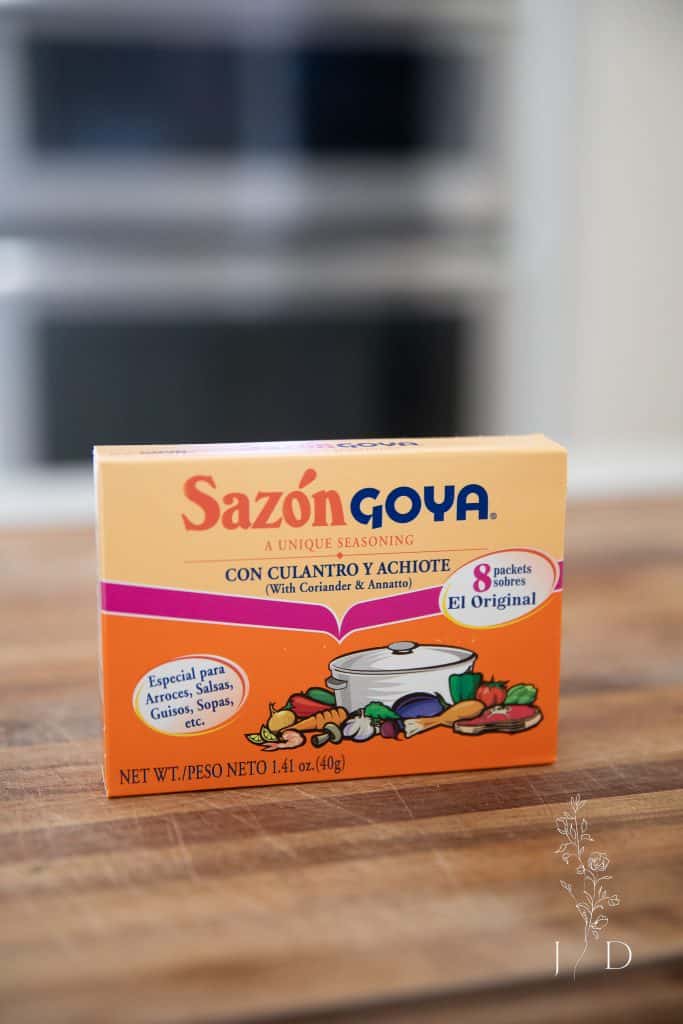 Sazón GOYA®
A UNIQUE SEASONING
CON CULANTRO Y ACHIOTE
(With Coriander & Annatto)
8 packets
sobres
El Original
Especial para
Arroces, Salsas,
Guisos, Sopas,
etc.
NET WT./PESO NETO 1.41 oz.(40g)
J D